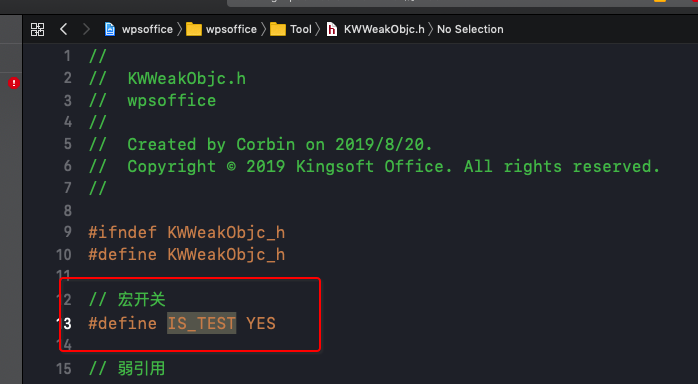 wpsoffice 〉 wpsoffice 〉 Tool 〉 h KWWeakObjc.h 〉 No Selection
1 //
2 //  KWWeakObjc.h
3 //  wpsoffice
4 //
5 //  Created by Corbin on 2019/8/20.
6 //  Copyright © 2019 Kingsoft Office. All rights reserved.
7 //
8
9 #ifndef KWWeakObjc_h
10 #define KWWeakObjc_h
11
12 // 宏开关
13 #define IS_TEST YES
14
15 // 弱引用